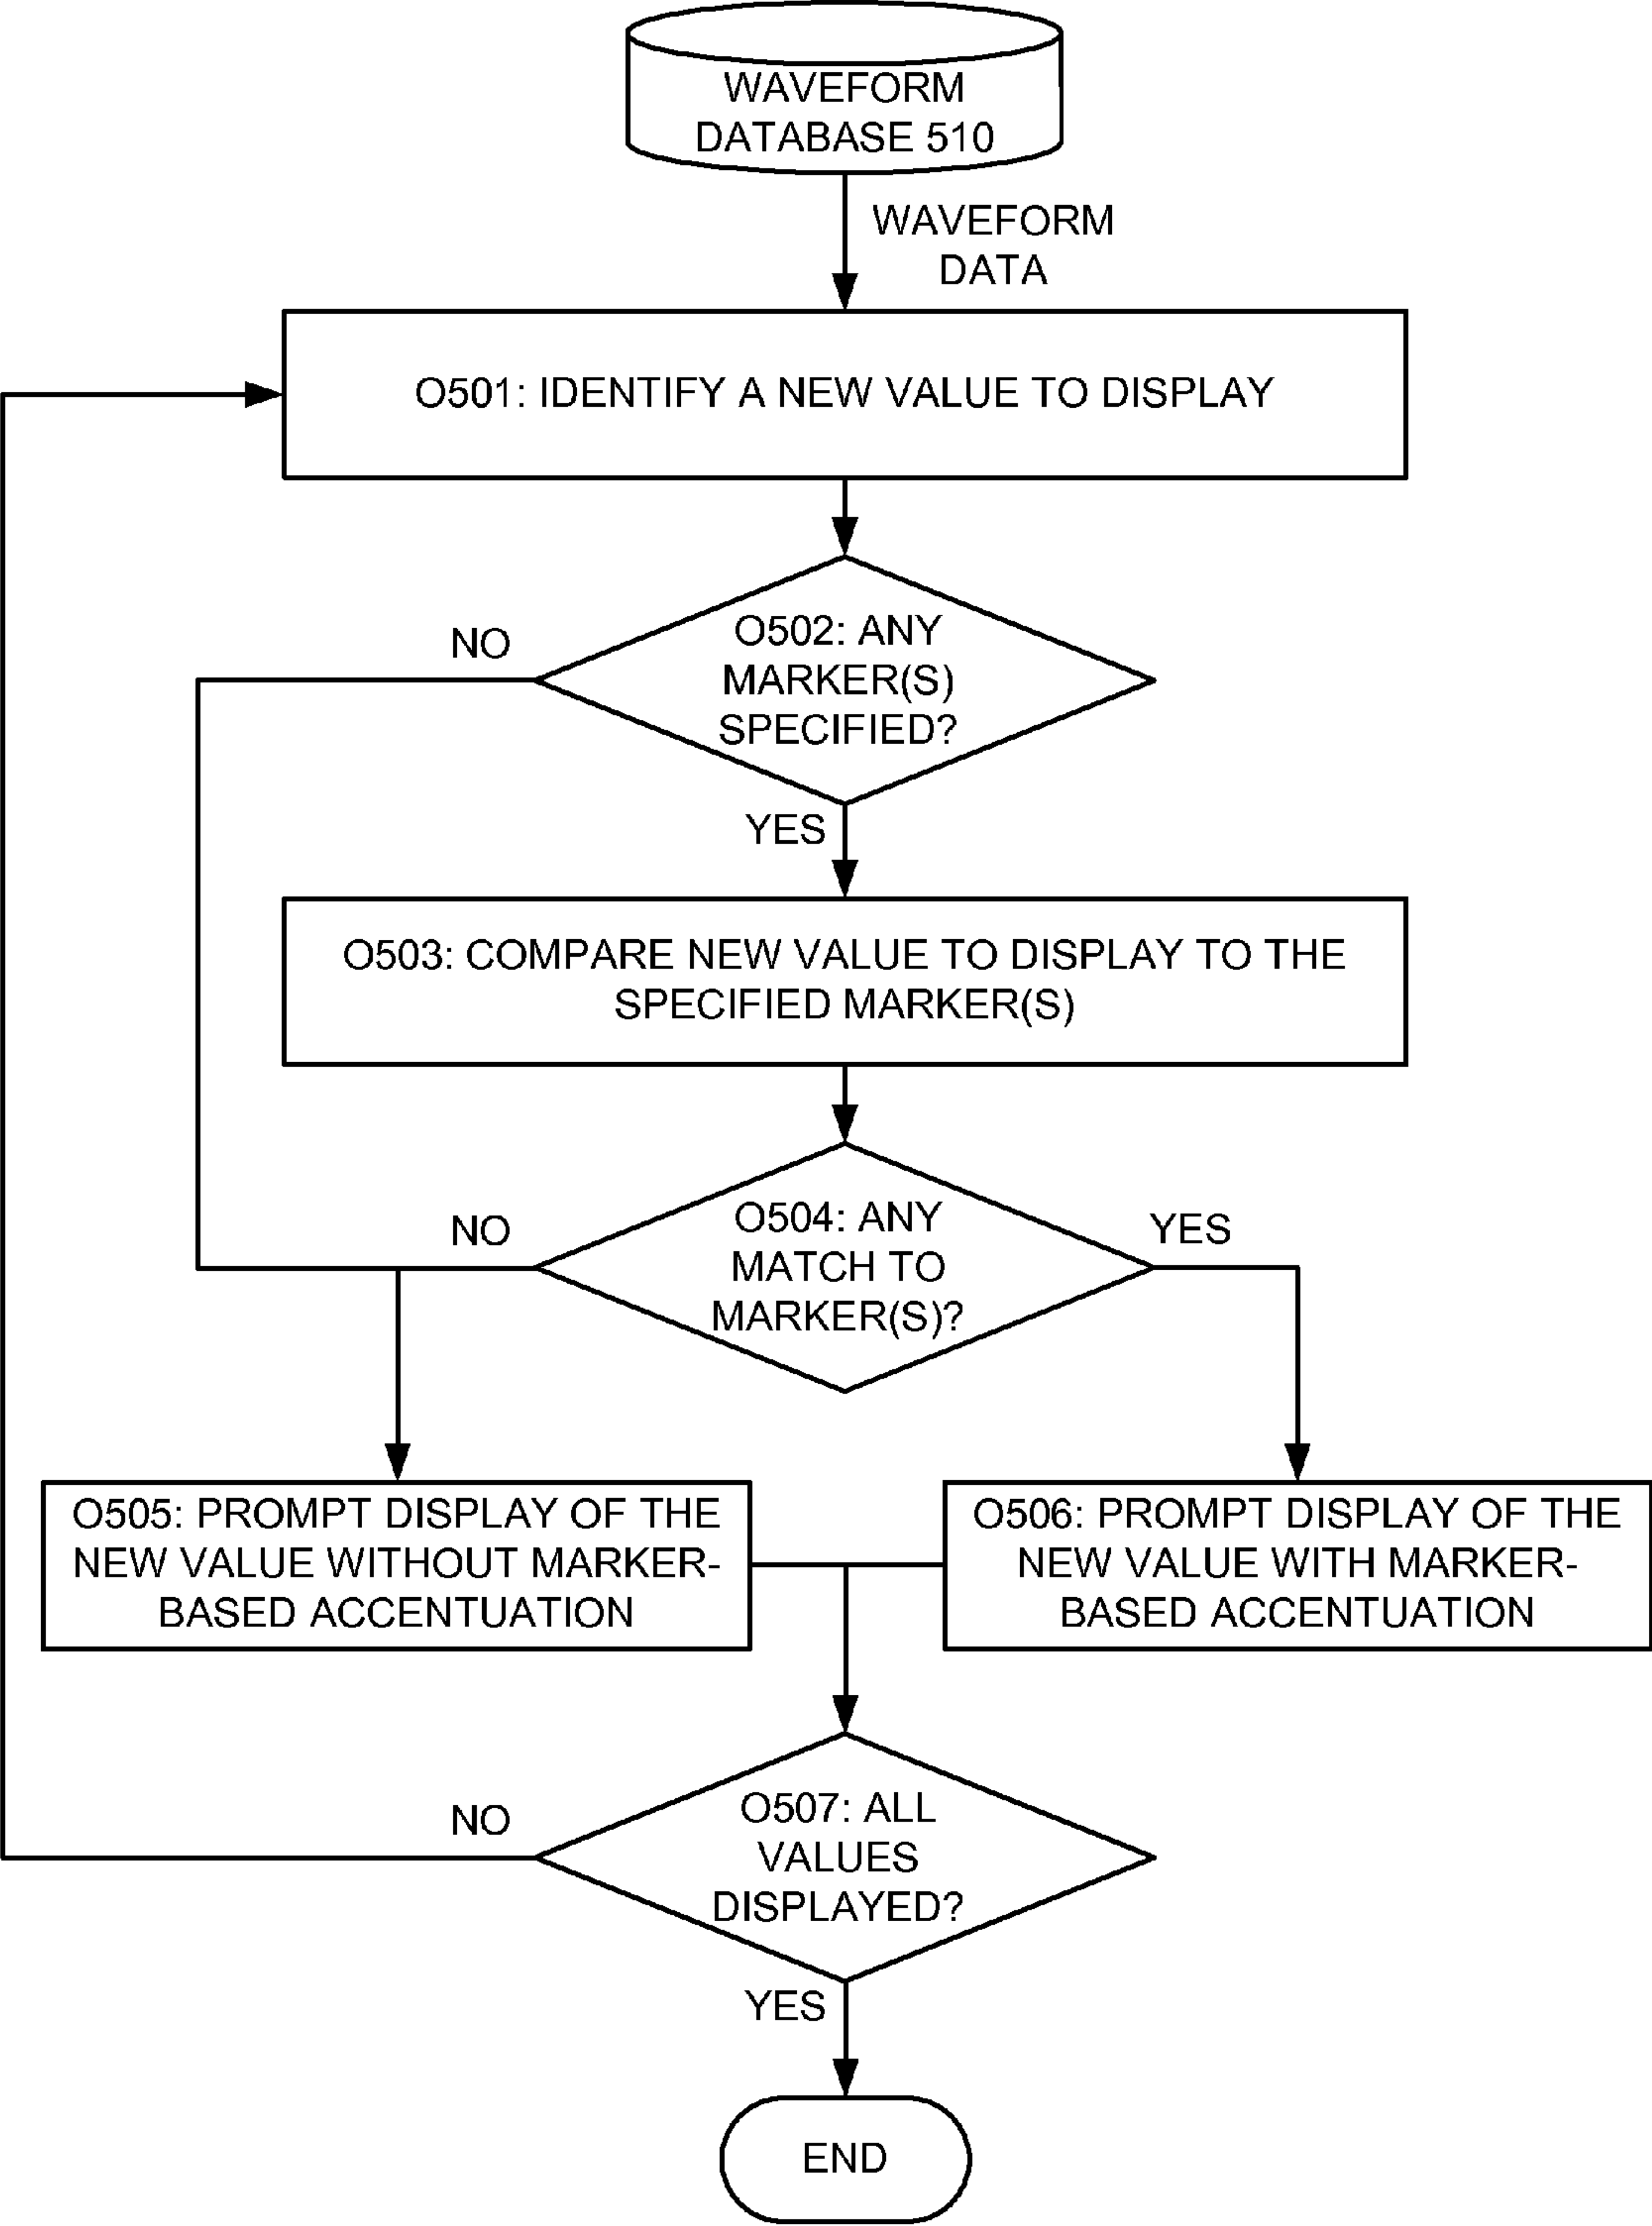 WAVEFORM
DATABASE 510
WAVEFORM
DATA
O501: IDENTIFY A NEW VALUE TO DISPLAY
O502: ANY
MARKER(S)
SPECIFIED?
NO
YES
O503: COMPARE NEW VALUE TO DISPLAY TO THE
SPECIFIED MARKER(S)
O504: ANY
MATCH TO
MARKER(S)?
NO
YES
O505: PROMPT DISPLAY OF THE
NEW VALUE WITHOUT MARKER-
BASED ACCENTUATION
O506: PROMPT DISPLAY OF THE
NEW VALUE WITH MARKER-
BASED ACCENTUATION
O507: ALL
VALUES
DISPLAYED?
NO
YES
END